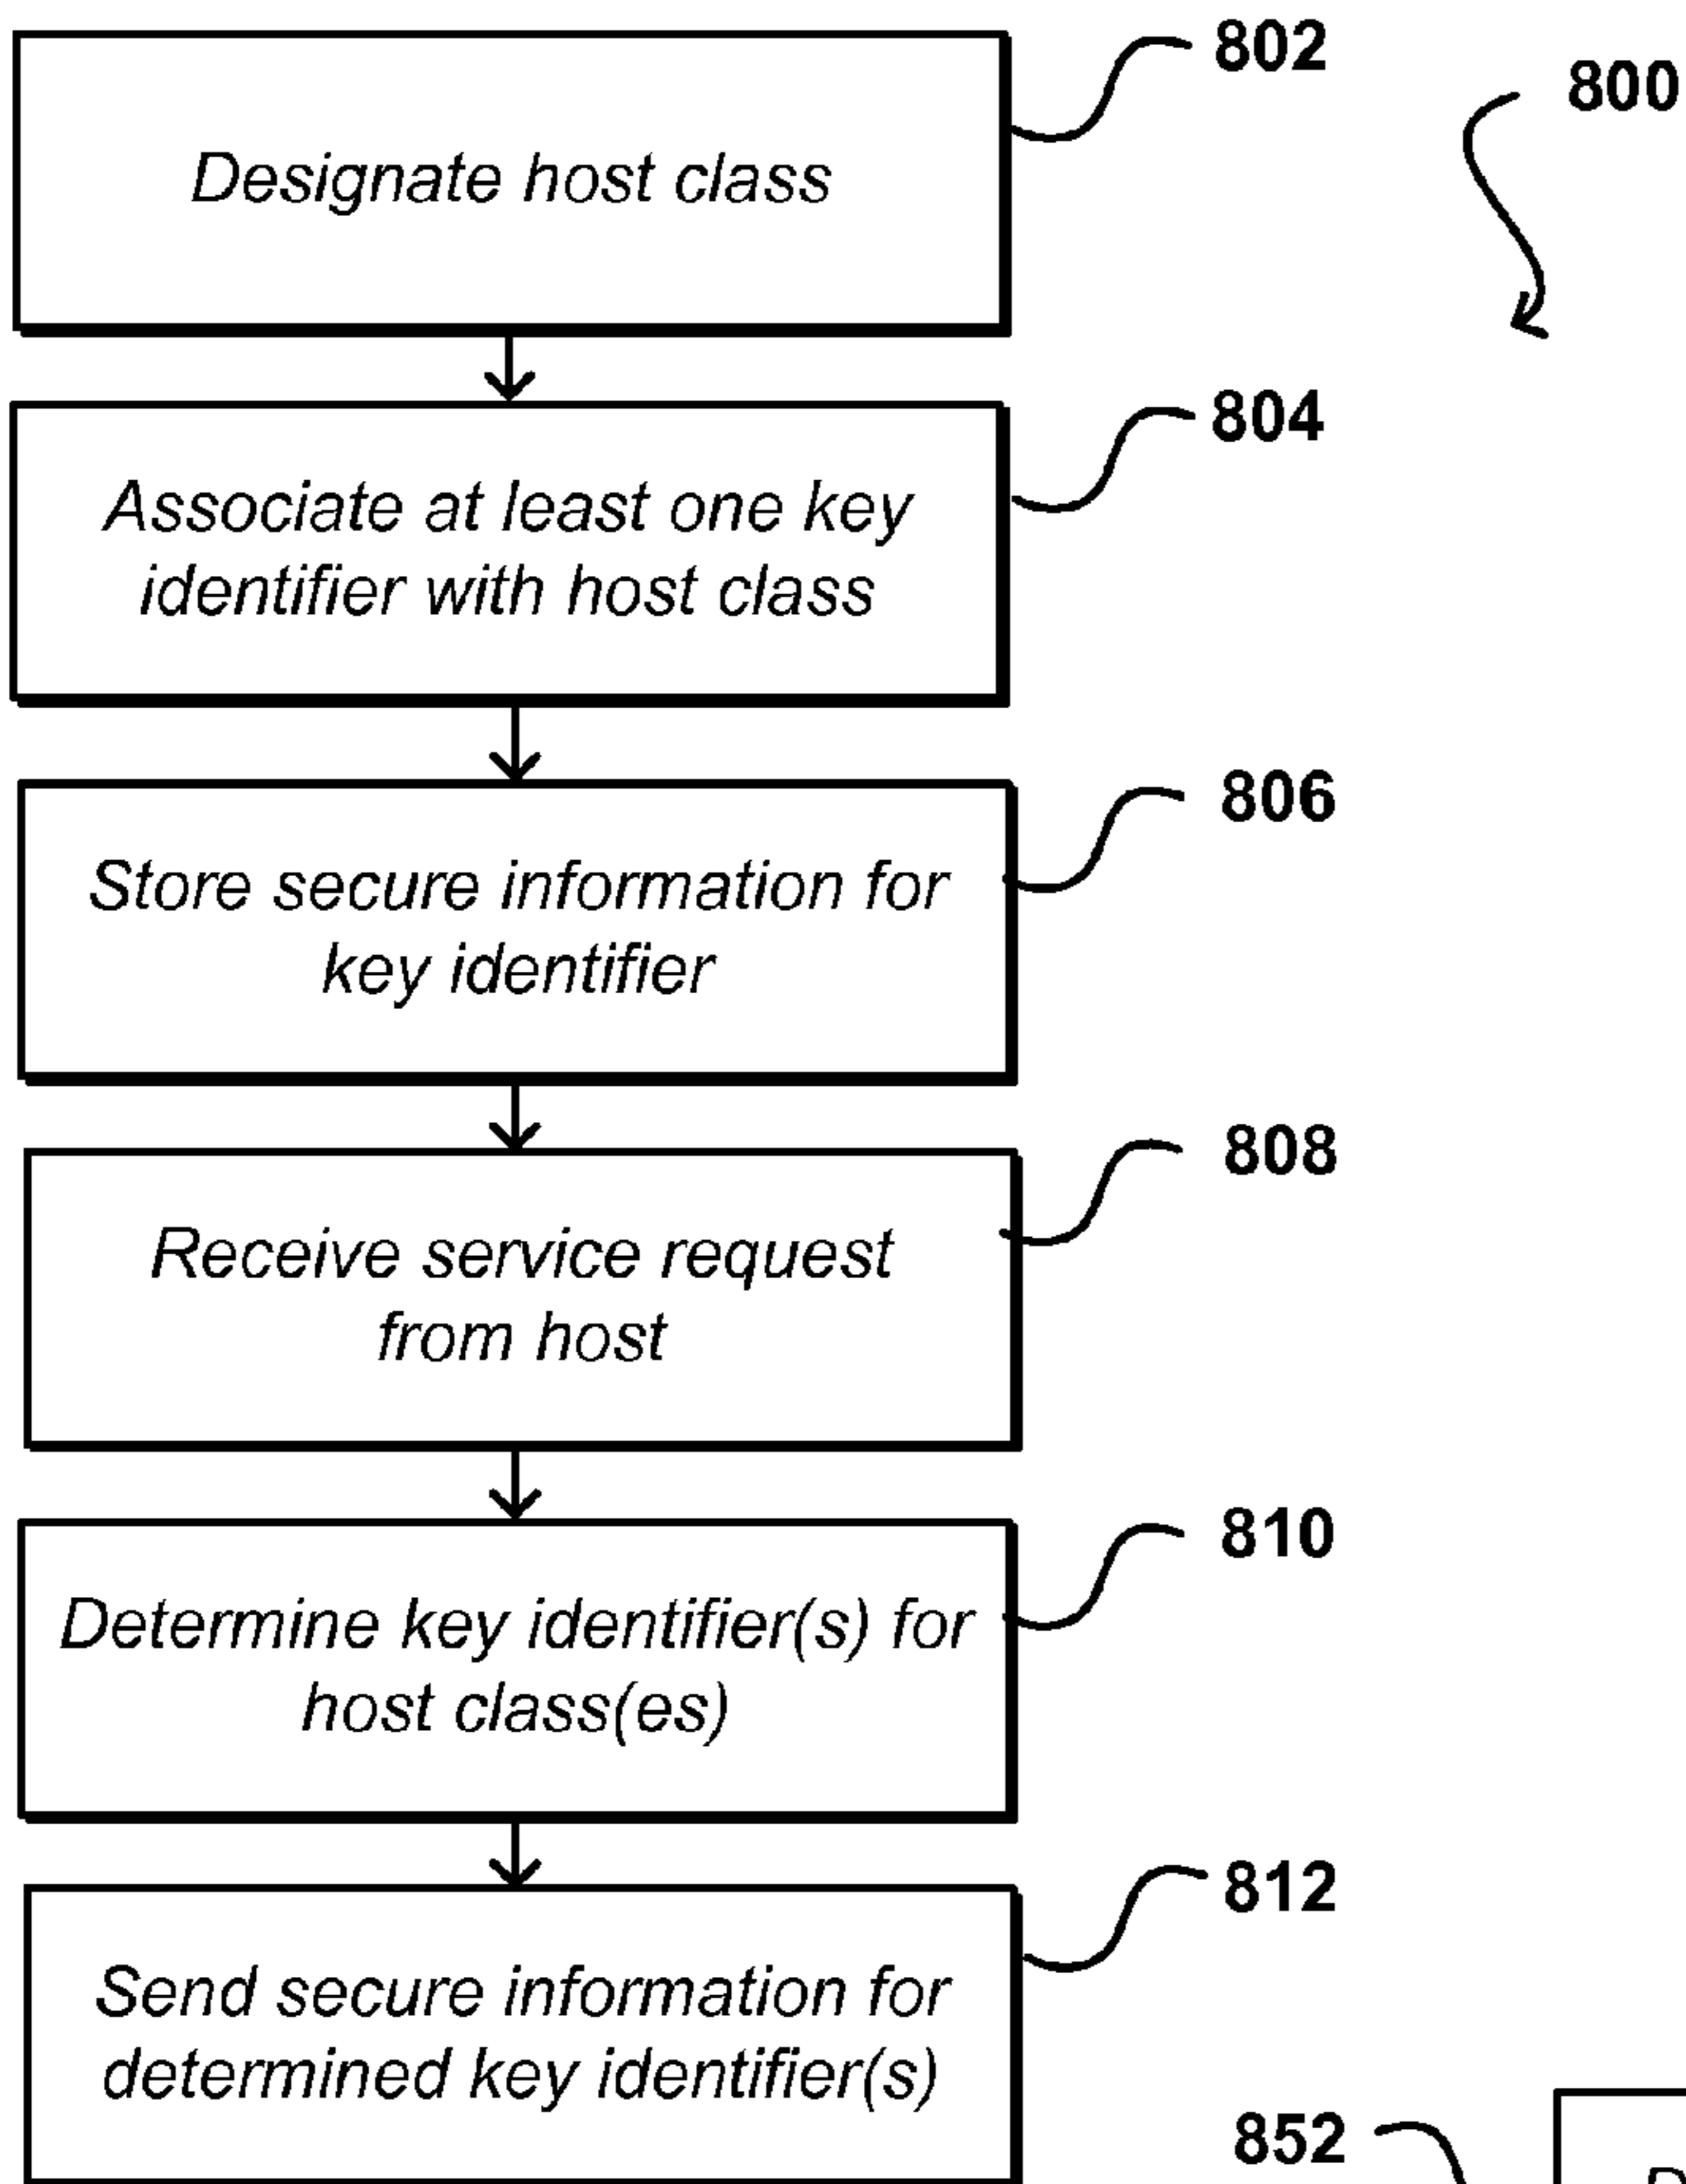 802
800
Designate host class
804
Associate at least one key
identifier with host class
806
Store secure information for
key identifier
808
Receive service request
from host
810
Determine key identifier(s) for
host class(es)
812
Send secure information for
determined key identifier(s)
852